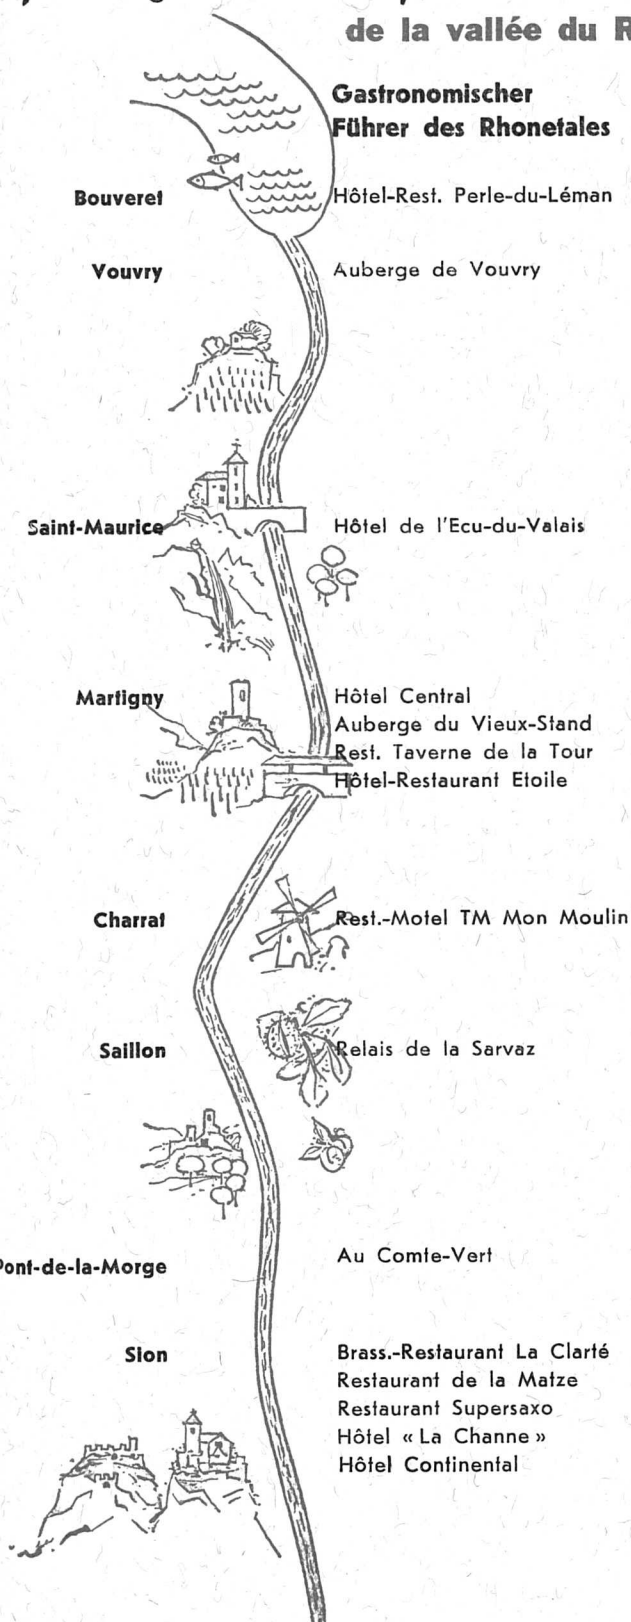 de la vallée du R
Gastronomischer
Führer des Rhonetales
Bouveret Hôtel-Rest. Perle-du-Léman
Vouvry Auberge de Vouvry
Saint-Maurice Hôtel de l'Ecu-du-Valais
Martigny Hôtel Central
Auberge du Vieux-Stand
Rest. Taverne de la Tour
Hôtel-Restaurant Etoile
Charrat Rest.-Motel TM Mon Moulin
Saillon Relais de la Sarvaz
Pont-de-la-Morge Au Comte-Vert
Sion Brass.-Restaurant La Clarté
Restaurant de la Matze
Restaurant Supersaxo
Hôtel « La Channe »
Hôtel Continental